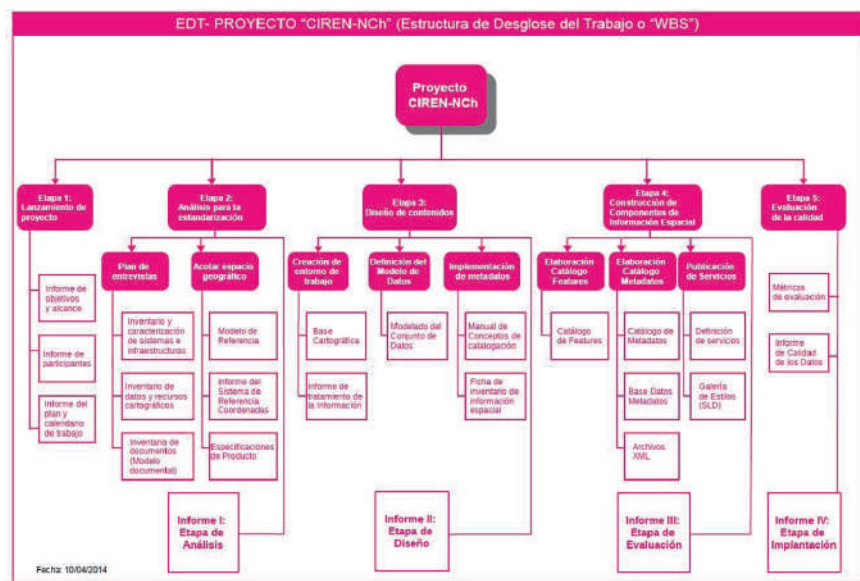 EDT- PROYECTO “CIREN-NCh” (Estructura de Desglose del Trabajo o “WBS”)
Proyecto
CIREN-NCh
Etapa 1:
Lanzamiento de
proyecto
Informe de
objetivos
y alcance
Informe de
participantes
Informe del
plan y
calendario
de trabajo
Etapa 2:
Análisis para la
estandarización
Plan de
entrevistas
Inventario y
caracterización
de sistemas e
infraestructuras
Inventario de
datos y recursos
cartográficos
Inventario de
documentos
(Modelo
documental)
Acotar espacio
geográfico
Modelo de
Referencia
Informe del
Sistema de
Referencia
Coordenadas
Especificaciones
de Producto
Informe I:
Etapa de
Análisis
Etapa 3:
Diseño de contenidos
Creación de
entorno de
trabajo
Base
Cartográfica
Informe de
tratamiento de
la Información
Definición del
Modelo de
Datos
Modelado del
Conjunto de
Datos
Implementación
de metadatos
Manual de
Conceptos de
catalogación
Ficha de
inventario de
información
espacial
Informe II:
Etapa de
Diseño
Etapa 4:
Construcción de
Componentes de
Información Espacial
Elaboración
Catálogo
Features
Catálogo
de Features
Elaboración
Catálogo
Metadatos
Catálogo de
Metadatos
Base Datos
Metadatos
Archivos
XML
Publicación
de Servicios
Definición
de servicios
Galería
de Estilos
(SLD)
Informe III:
Etapa de
Evaluación
Etapa 5:
Evaluación
de la calidad
Métricas
de evaluación
Informe
de Calidad
de los Datos
Informe IV:
Etapa de
Implantación
Fecha: 10/04/2014